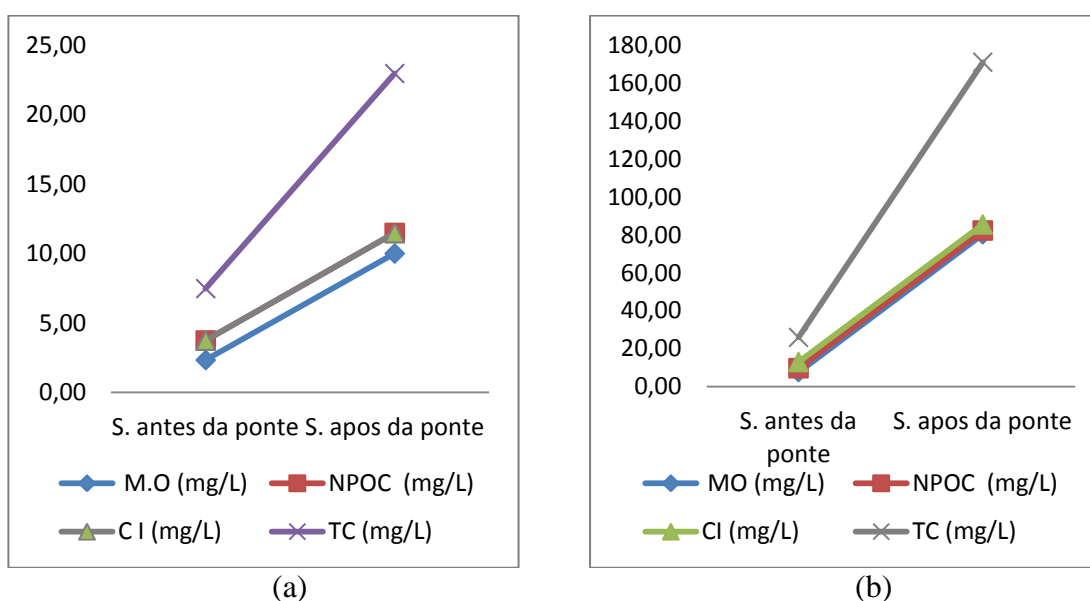 25,00
20,00
15,00
10,00
5,00
0,00
S. antes da ponte S. apos da ponte
M.O (mg/L) NPOC (mg/L)
C I (mg/L) TC (mg/L)
(a)
180,00
160,00
140,00
120,00
100,00
80,00
60,00
40,00
20,00
0,00
S. antes da S. apos da ponte
ponte
MO (mg/L) NPOC (mg/L)
CI (mg/L) TC (mg/L)
(b)